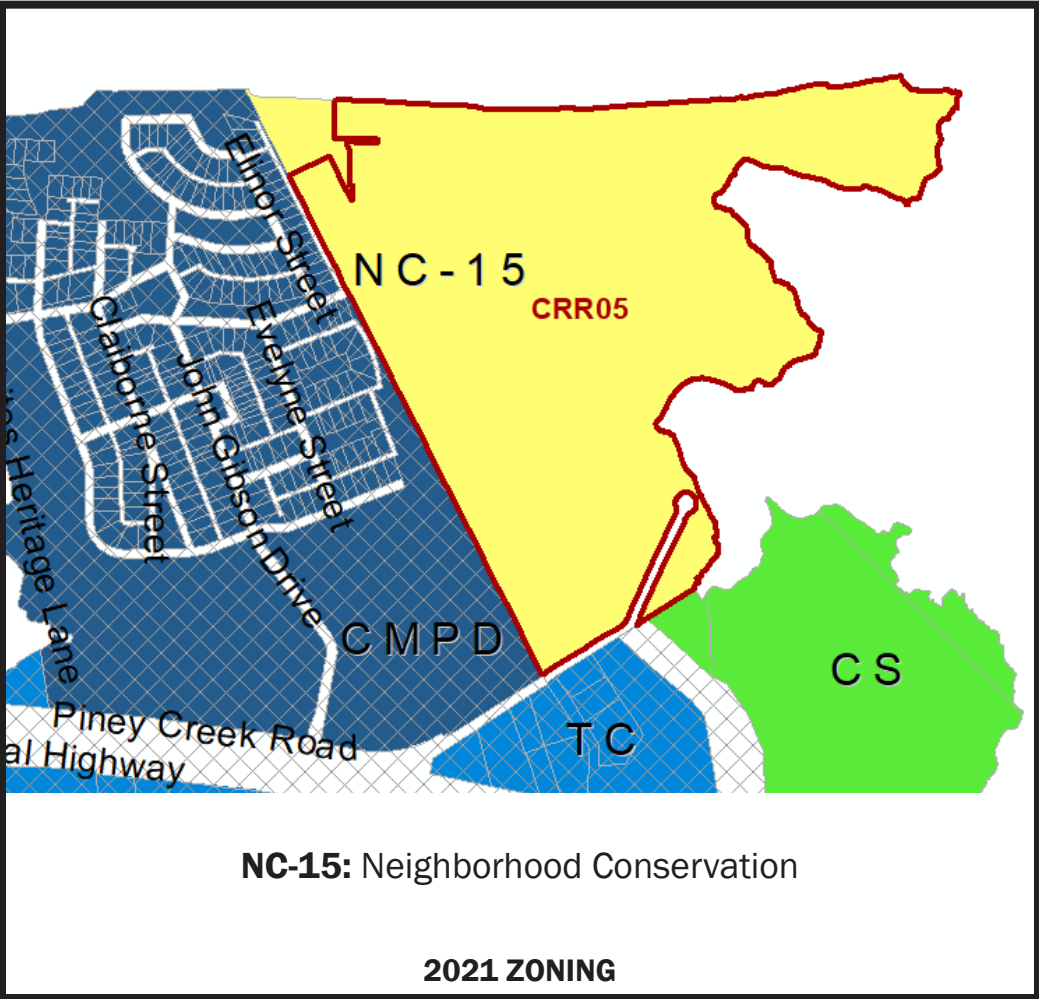 Elinor Street
NC-15
CRR05
Evelyne Street
Claiborne Street
John Gibson Drive
Heritage Lane
CMPD
CS
TC
Piney Creek Road
al Highway
NC-15: Neighborhood Conservation
2021 ZONING